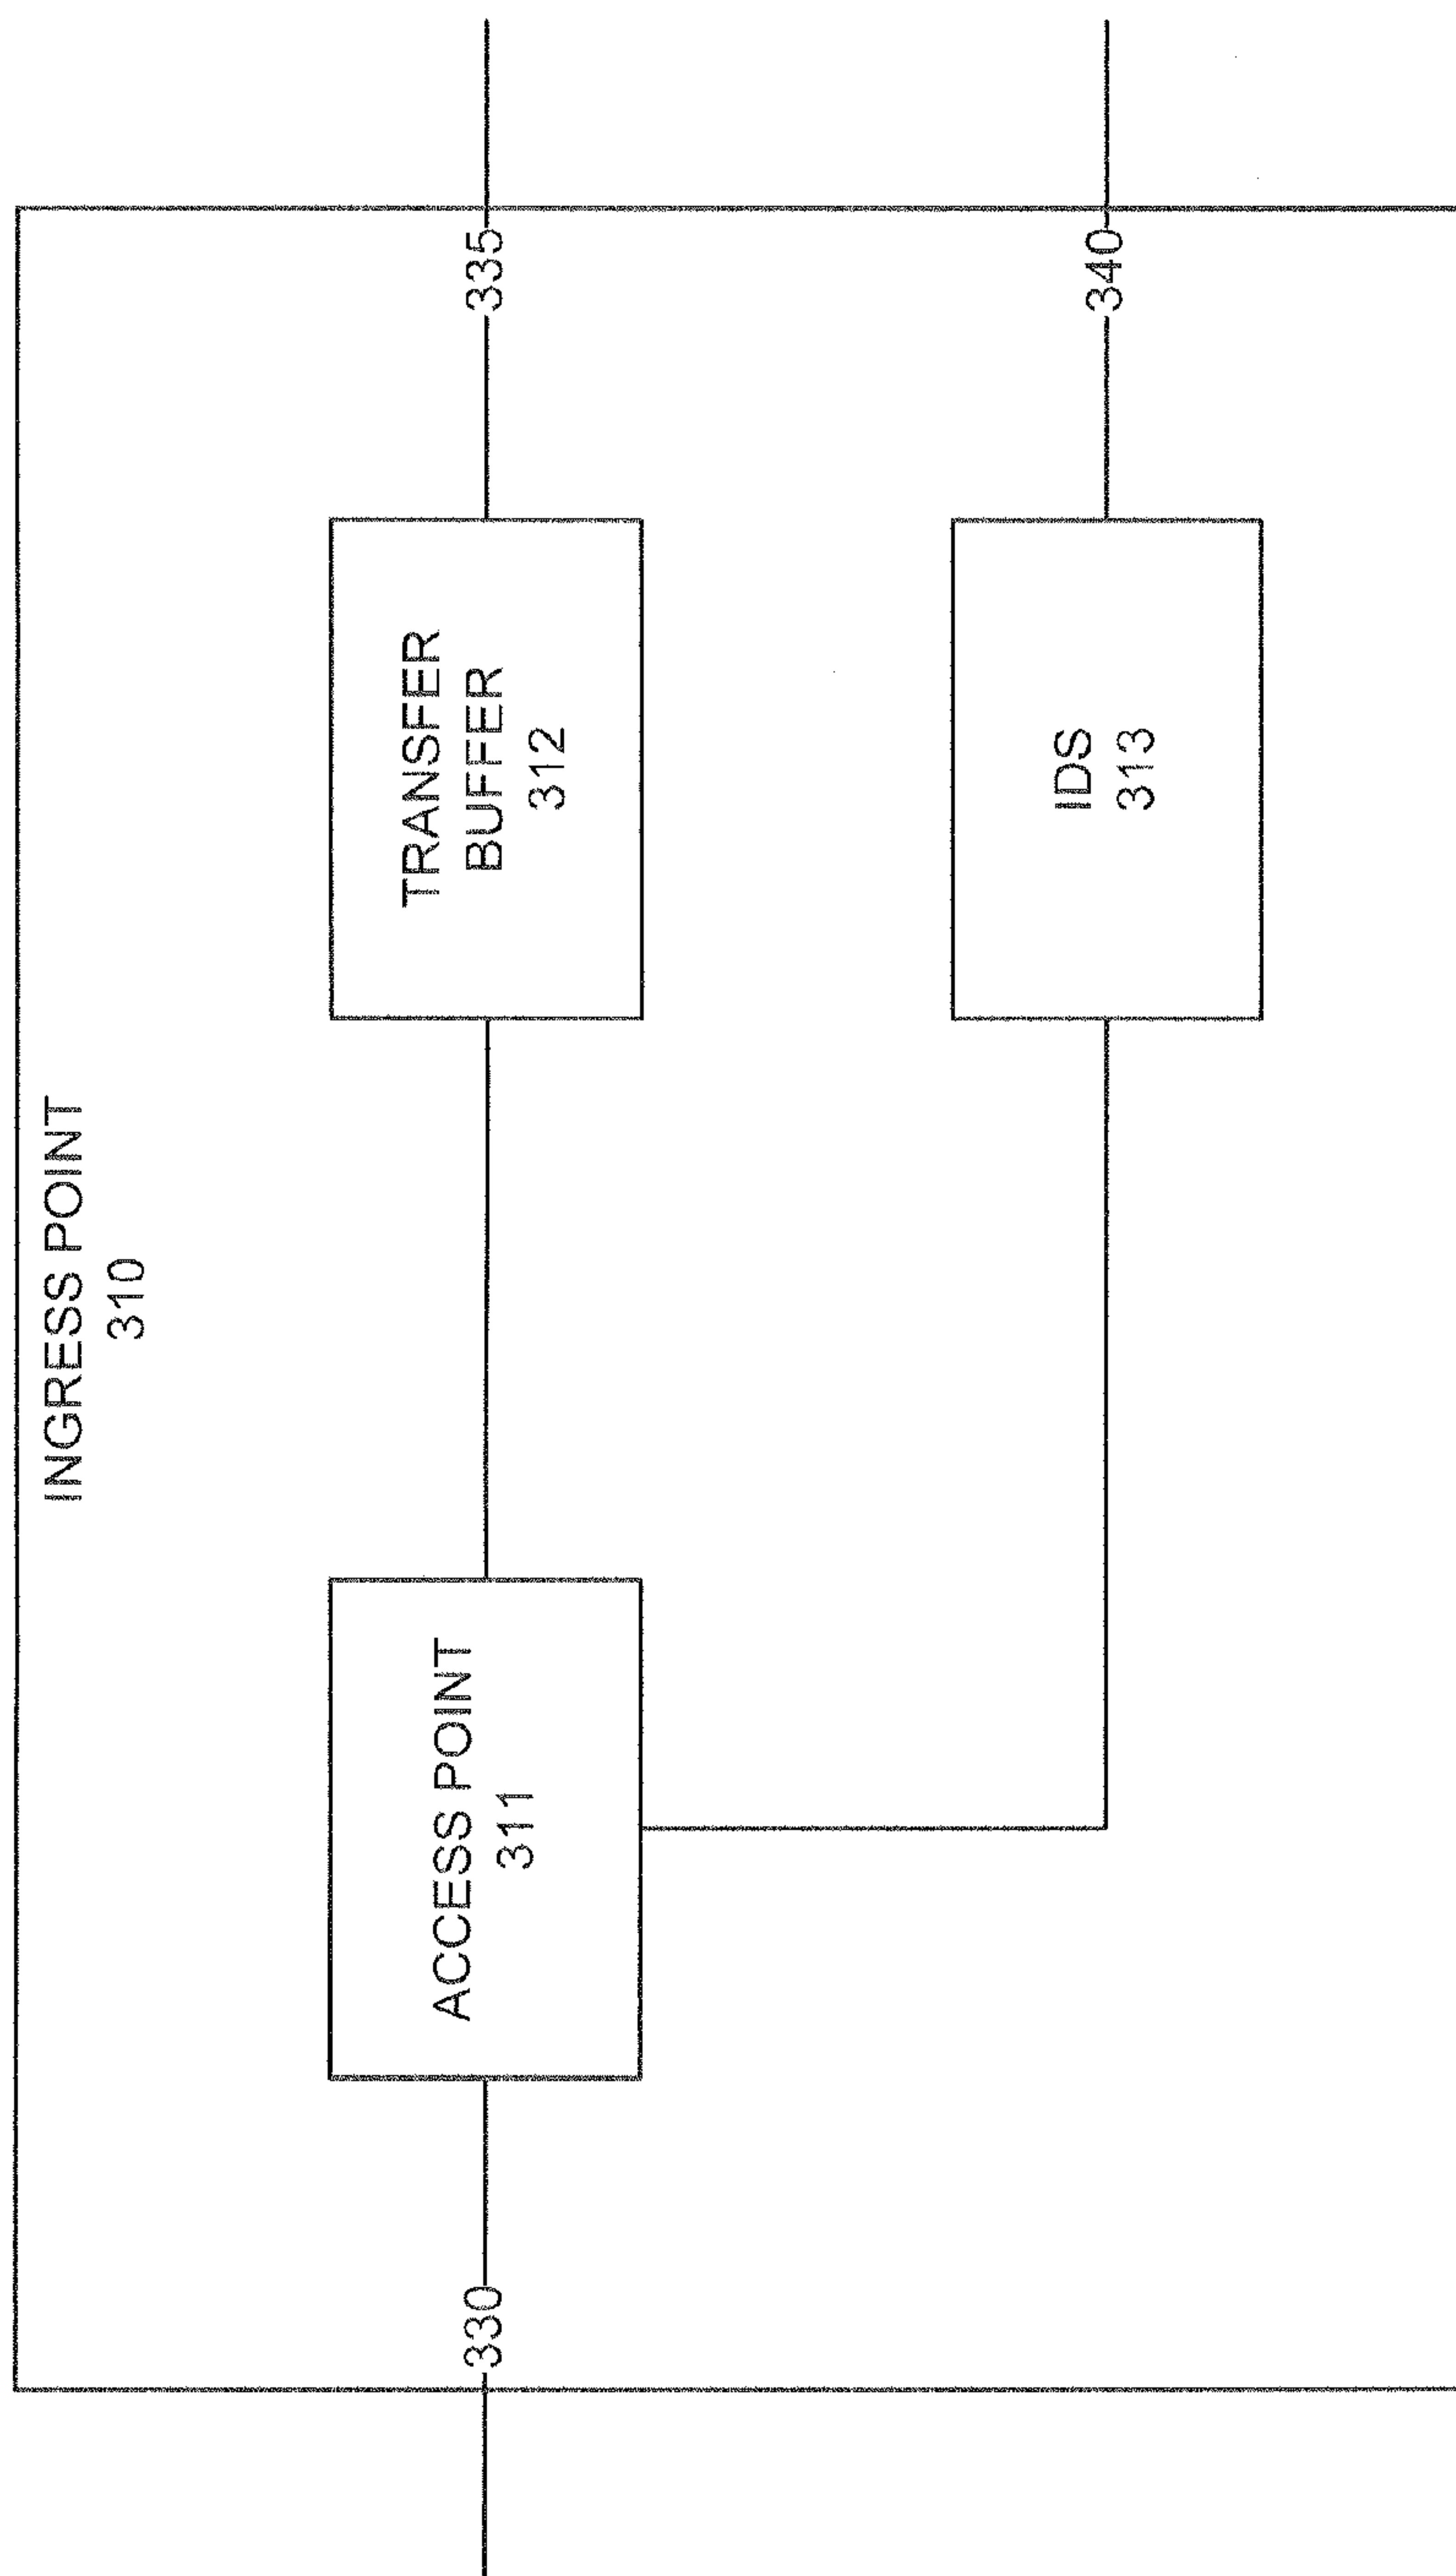 INGRESS POINT
310
330
ACCESS POINT
311
TRANSFER
BUFFER
312
335
IDS
313
340